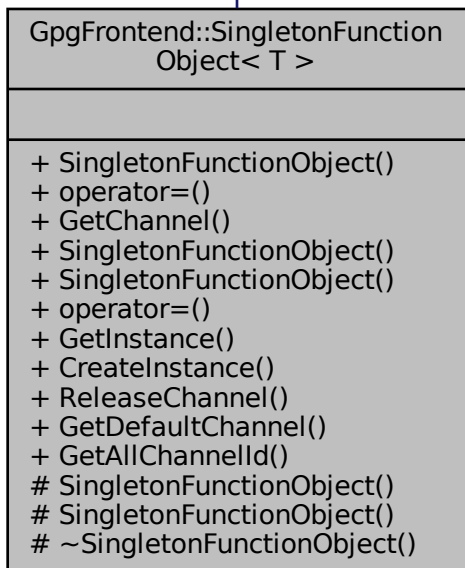 GpgFrontend::SingletonFunction
Object< T >
+ SingletonFunctionObject()
+ operator=()
+ GetChannel()
+ SingletonFunctionObject()
+ SingletonFunctionObject()
+ operator=()
+ GetInstance()
+ CreateInstance()
+ ReleaseChannel()
+ GetDefaultChannel()
+ GetAllChannelId()
# SingletonFunctionObject()
# SingletonFunctionObject()
# ~SingletonFunctionObject()